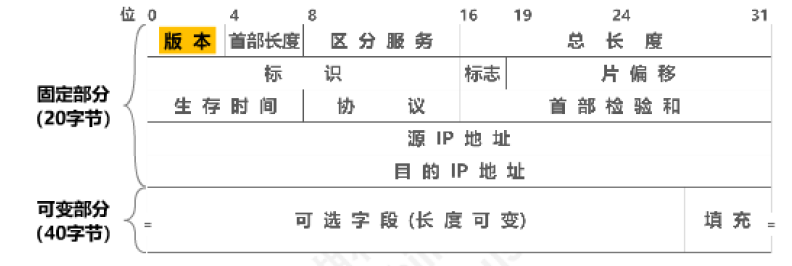 位 0 4 8 16 19 24 31
版本 首部长度 区分服务 总长度
标识 标志 片偏移
固定部分
(20字节)
生存时间 协议 首部检验和
源 IP 地址
目的 IP 地址
可变部分
(40字节)
= 可选字段 (长度可变) 填充 =